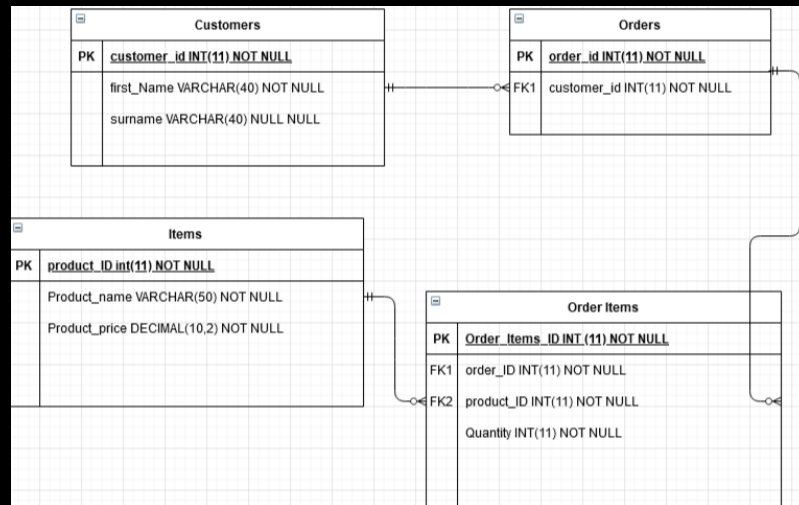 Customers
PK customer_id INT(11) NOT NULL
first_Name VARCHAR(40) NOT NULL
surname VARCHAR(40) NULL NULL
Orders
PK order_id INT(11) NOT NULL
FK1 customer_id INT(11) NOT NULL
Items
PK product_ID int(11) NOT NULL
Product_name VARCHAR(50) NOT NULL
Product_price DECIMAL(10,2) NOT NULL
Order Items
PK Order_Items_ID INT (11) NOT NULL
FK1 order_ID INT(11) NOT NULL
FK2 product_ID INT(11) NOT NULL
Quantity INT(11) NOT NULL